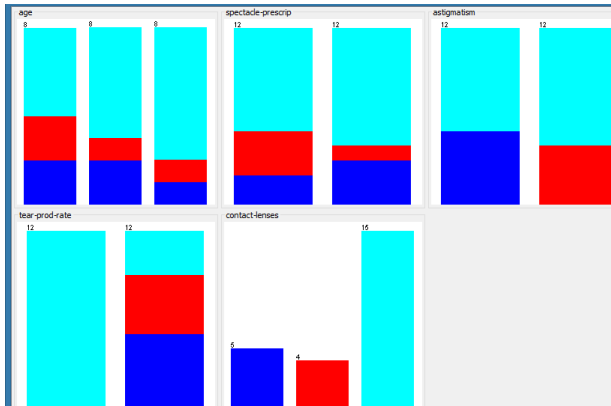 age
8 8 8
spectacle-prescrip
12 12
astigmatism
12 12
tear-prod-rate
12 12
contact-lenses
5 4 15